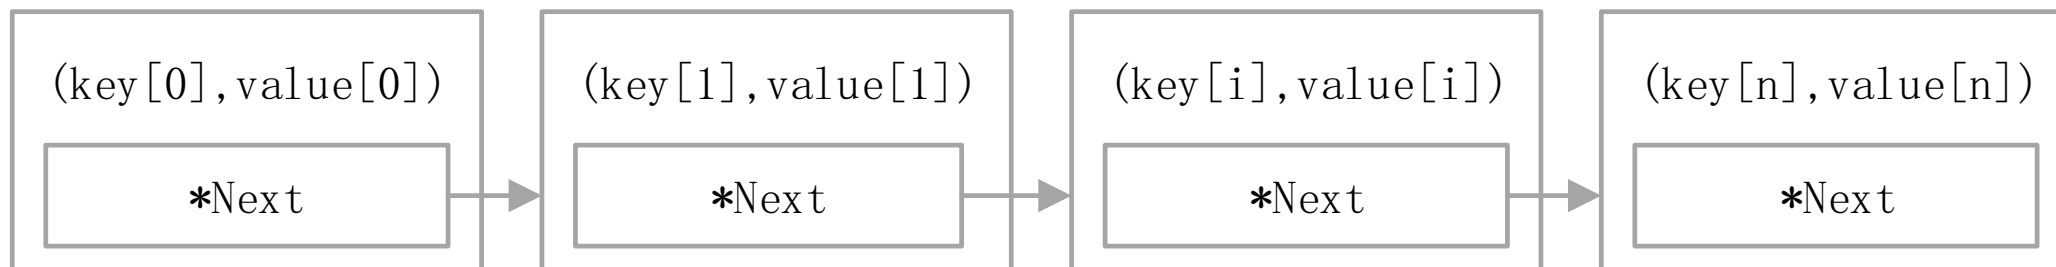 (key[0],value[0]) (key[1],value[1]) (key[i],value[i]) (key[n],value[n])
*Next *Next *Next *Next